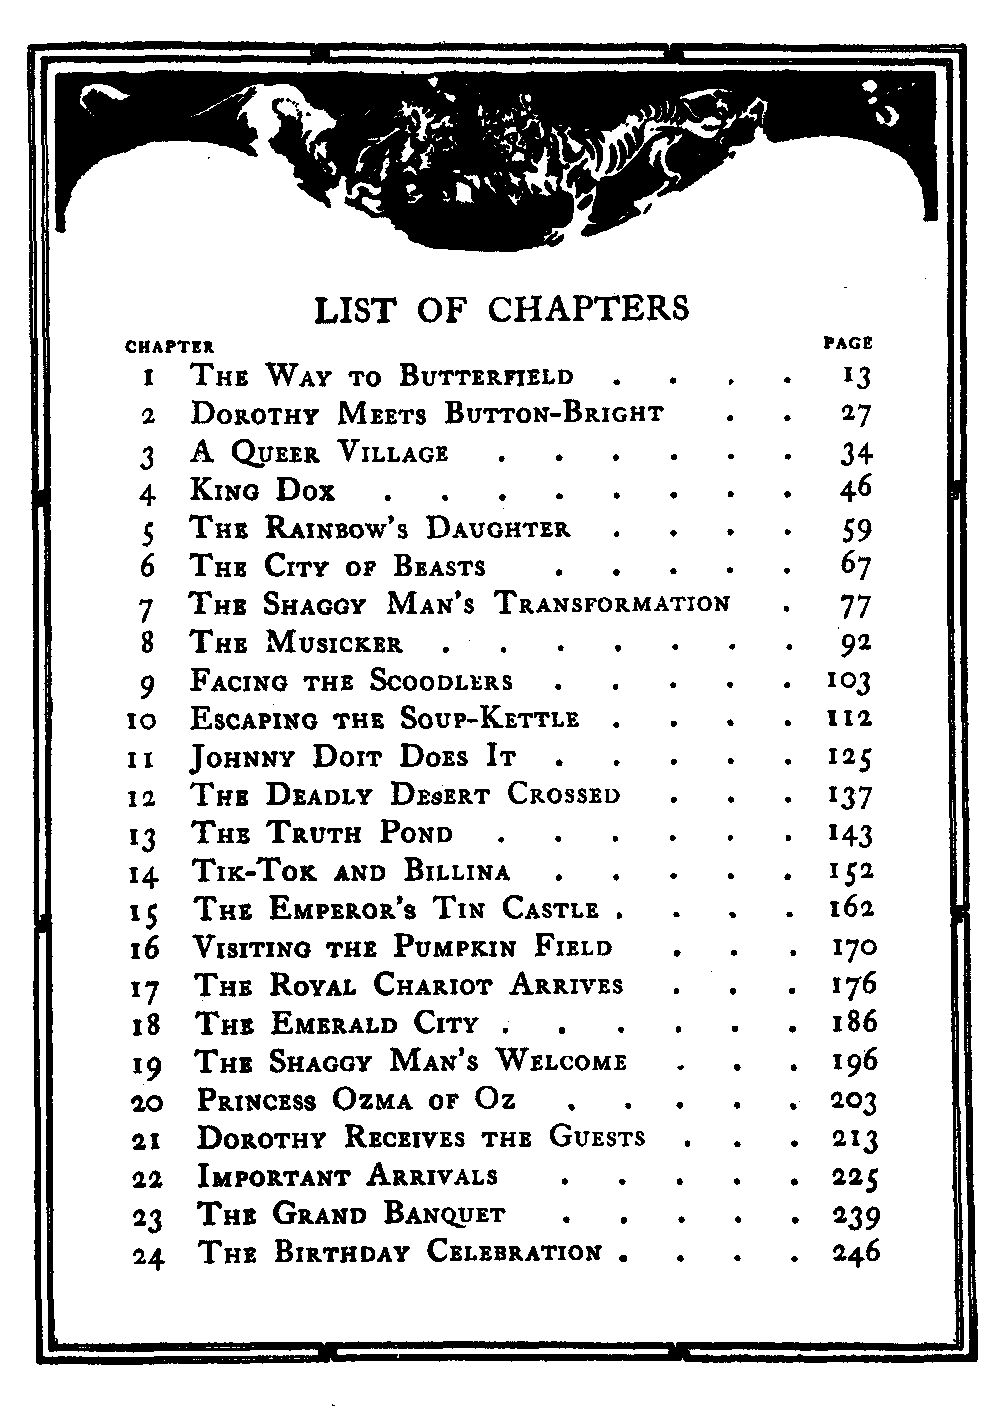 LIST OF CHAPTERS
CHAPTER PAGE
1 THE WAY TO BUTTERFIELD . . . . 13
2 DOROTHY MEETS BUTTON-BRIGHT . . 27
3 A QUEER VILLAGE . . . . . . 34
4 KING DOX . . . . . . . . 46
5 THE RAINBOW'S DAUGHTER . . . . 59
6 THE CITY OF BEASTS . . . . . 67
7 THE SHAGGY MAN'S TRANSFORMATION . 77
8 THE MUSICKER . . . . . . . 92
9 FACING THE SCOODLERS . . . . . 103
10 ESCAPING THE SOUP-KETTLE . . . . 112
11 JOHNNY DOIT DOES IT . . . . . 125
12 THE DEADLY DESERT CROSSED . . . 137
13 THE TRUTH POND . . . . . . 143
14 TIK-TOK AND BILLINA . . . . . 152
15 THE EMPEROR'S TIN CASTLE . . . . 162
16 VISITING THE PUMPKIN FIELD . . . 170
17 THE ROYAL CHARIOT ARRIVES . . . 176
18 THE EMERALD CITY . . . . . . 186
19 THE SHAGGY MAN'S WELCOME . . . 196
20 PRINCESS OZMA OF OZ . . . . . 203
21 DOROTHY RECEIVES THE GUESTS . . . 213
22 IMPORTANT ARRIVALS . . . . . 225
23 THE GRAND BANQUET . . . . . 239
24 THE BIRTHDAY CELEBRATION . . . . 246